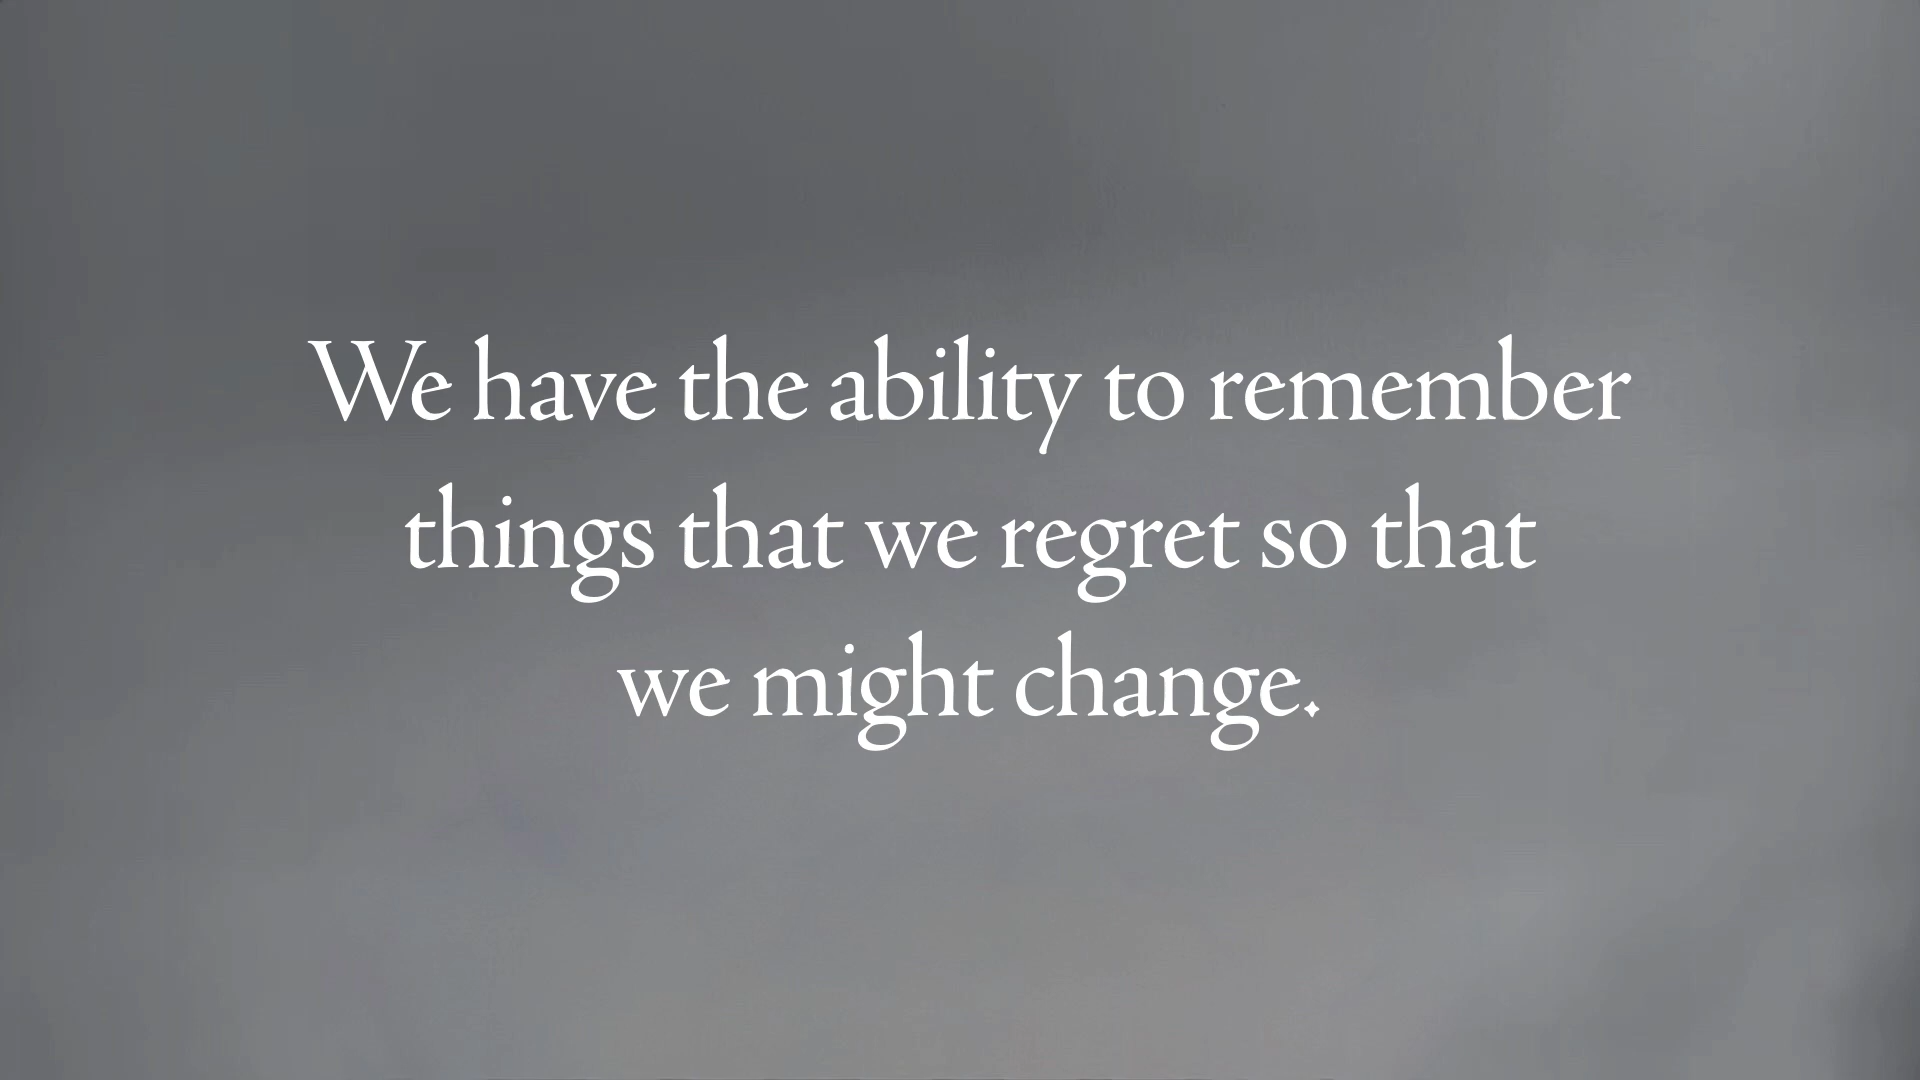 We have the ability to remember
things that we regret so that
we might change.